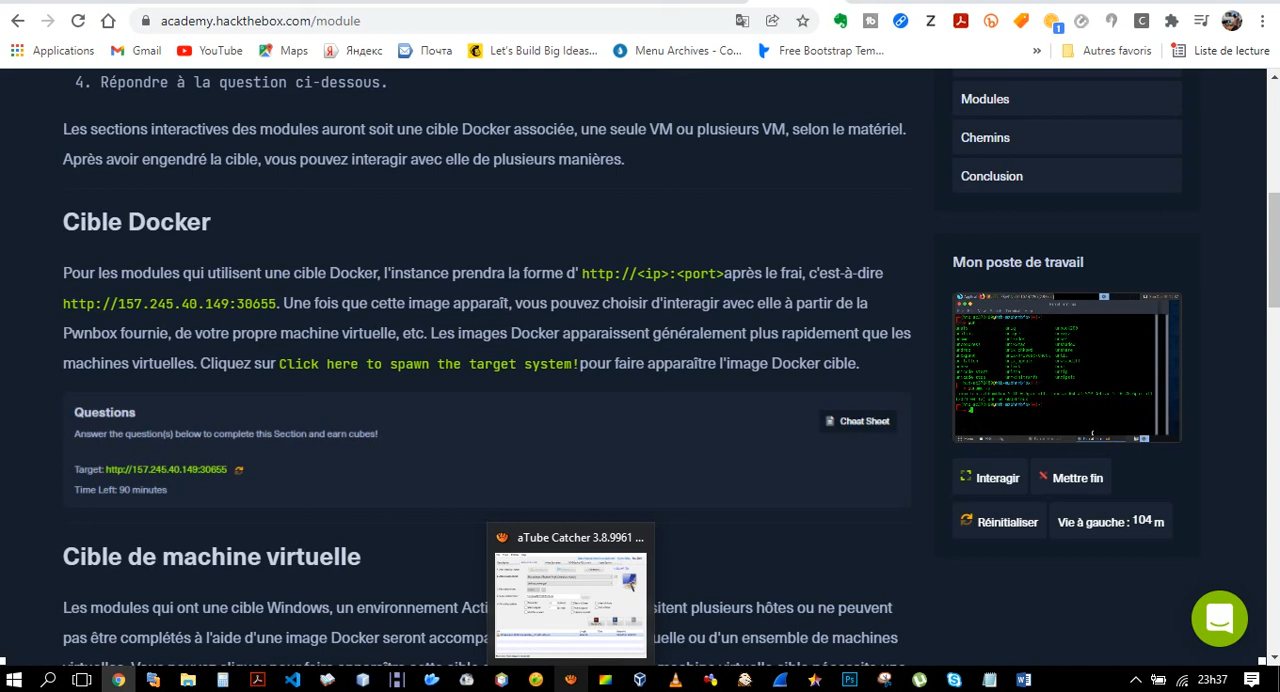 academy.hackthebox.com/module
1
Applications
Gmail
YouTube
Maps
Яндекс
Почта
Let's Build Big Ideas...
Menu Archives - Co...
Free Bootstrap Tem...
»
Autres favoris
Liste de lecture
4. Répondre à la question ci-dessous.
Les sections interactives des modules auront soit une cible Docker associée, une seule VM ou plusieurs VM, selon le matériel.
Après avoir engendré la cible, vous pouvez interagir avec elle de plusieurs manières.
Cible Docker
Pour les modules qui utilisent une cible Docker, l'instance prendra la forme d' http://<ip>:<port>après le frai, c'est-à-dire
http://157.245.40.149:30655. Une fois que cette image apparaît, vous pouvez choisir d'interagir avec elle à partir de la
Pwnbox fournie, de votre propre machine virtuelle, etc. Les images Docker apparaissent généralement plus rapidement que les
machines virtuelles. Cliquez sur Click here to spawn the target system!pour faire apparaître l'image Docker cible.
Questions
Cheat Sheet
Answer the question(s) below to complete this Section and earn cubes!
Target: http://157.245.40.149:30655
Time Left: 90 minutes
Cible de machine virtuelle
Les modules qui ont une cible VM ou un environnement Acti
sitent plusieurs hôtes ou ne peuvent
pas être complétés à l'aide d'une image Docker seront accompa
uelle ou d'un ensemble de machines
Modules
Chemins
Conclusion
Mon poste de travail
Interagir
Mettre fin
Réinitialiser
Vie à gauche : 104 m
aTube Catcher 3.8.9961 ...
23h37